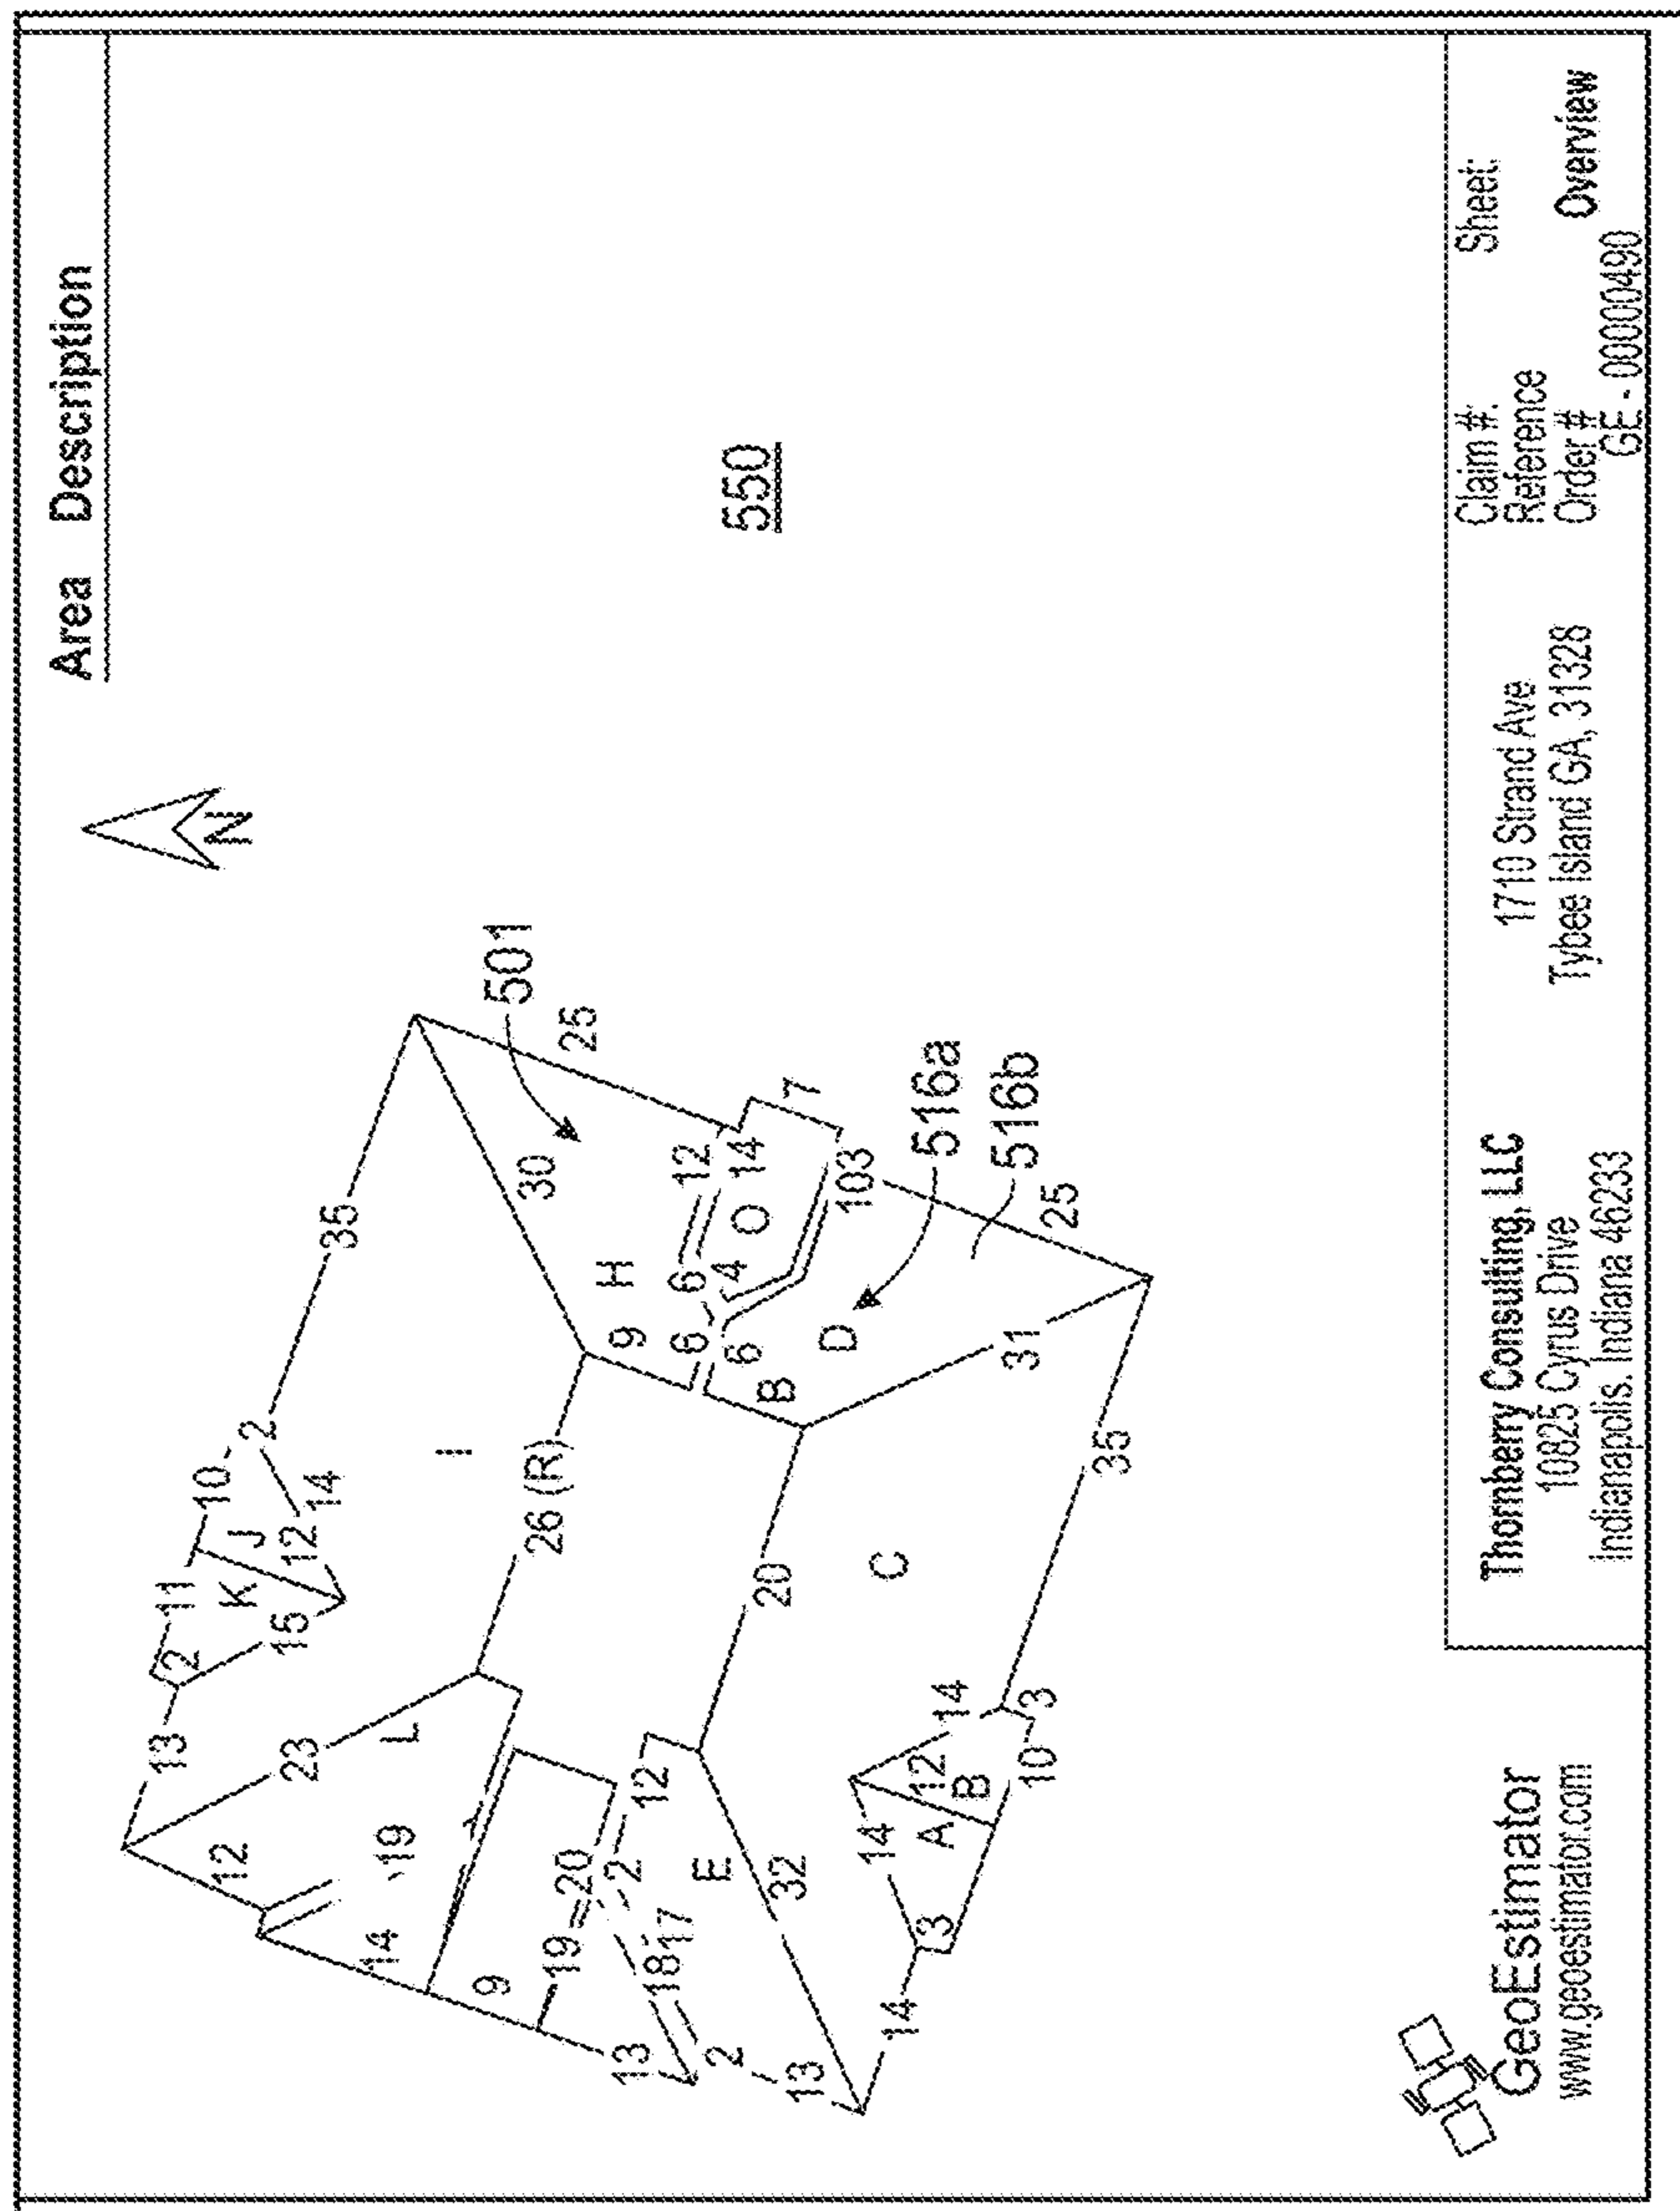 Area Description
N
550
501
35
2
10
11
2
13
J
K
14
12
15
I
30
25
H
9
26 (R)
23
L
12
19
14
9
6
6
12
14
4
O
7
103
6
B
D
516a
516b
25
31
20
C
12
2
20
19
18
17
E
32
13
2
13
14
14
A
B
12
14
13
10
3
35
GeoEstimator
www.geoestimator.com
Thornberry Consulting, LLC
10825 Cyrus Drive
Indianapolis. Indiana 46233
1710 Strand Ave
Tybee Island GA, 31328
Claim #:
Reference
Order #
GE - 00000490
Sheet:
Overview